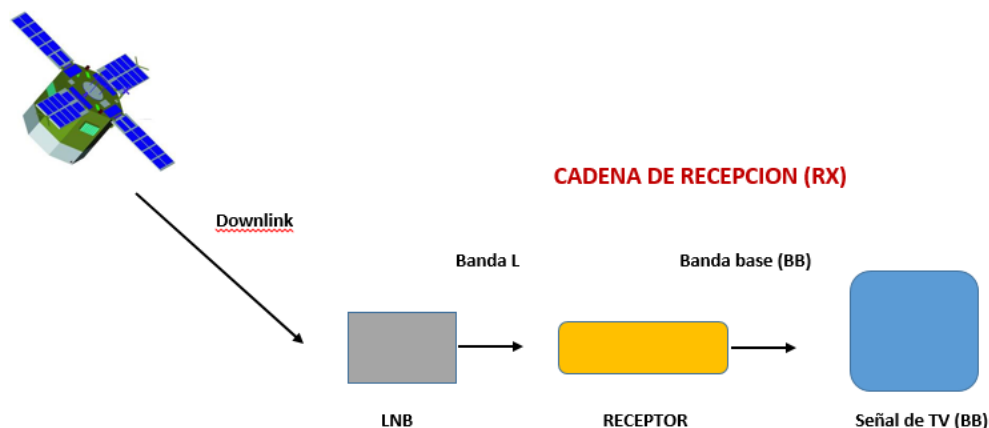 CADENA DE RECEPCION (RX)
Downlink
Banda L
Banda base (BB)
LNB
RECEPTOR
Señal de TV (BB)